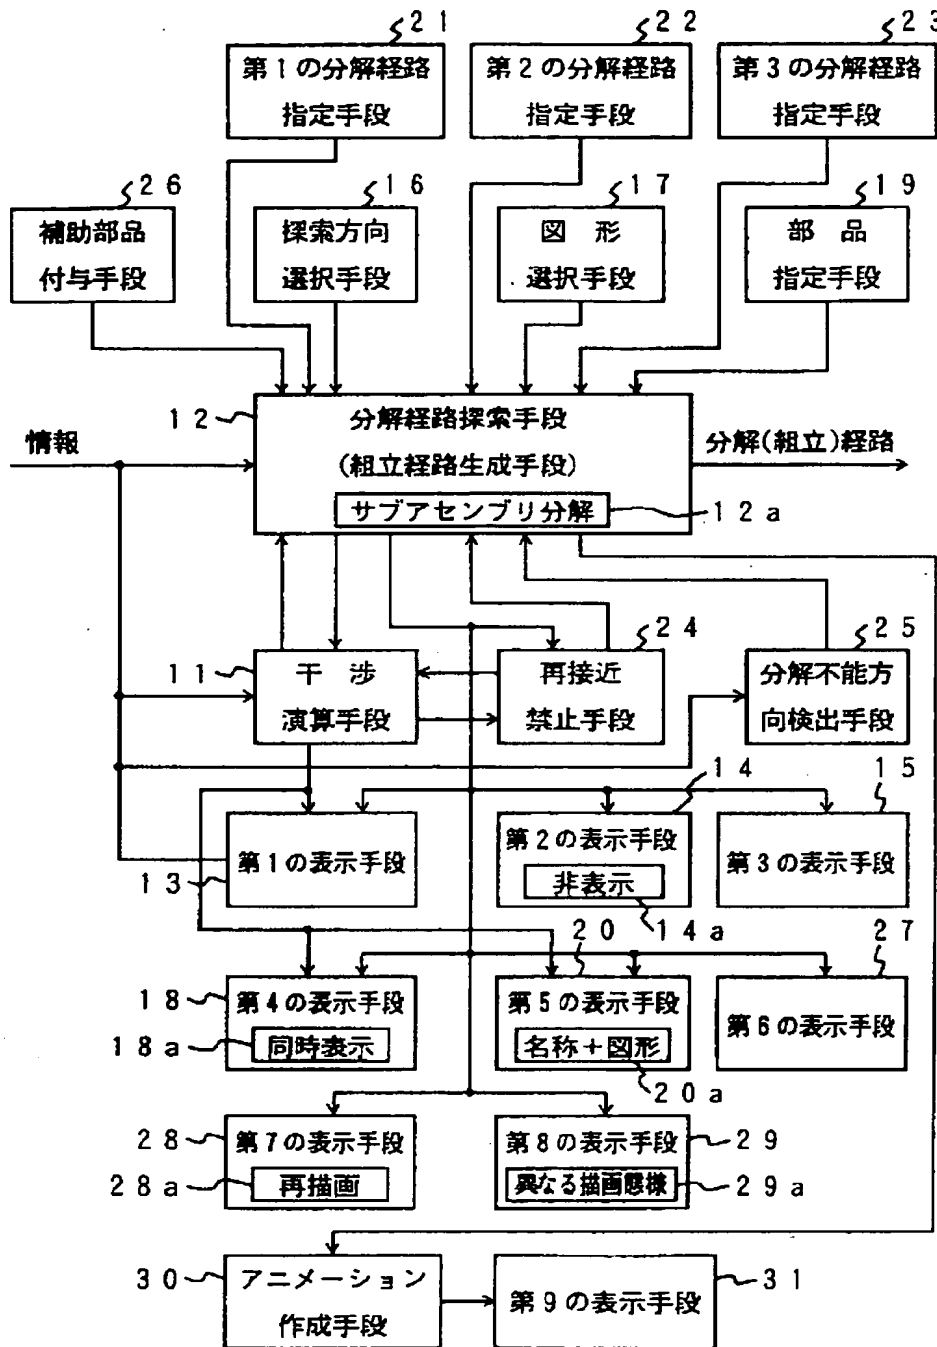 21
22
23
第1の分解経路
指定手段
第2の分解経路
指定手段
第3の分解経路
指定手段
26
16
17
19
補助部品
付与手段
探索方向
選択手段
図形
選択手段
部品
指定手段
12
分解経路探索手段
(組立経路生成手段)
情報
分解(組立)経路
サブアセンブリ分解
12a
24
25
11
干渉
演算手段
再接近
禁止手段
分解不能方
向検出手段
14
15
第1の表示手段
13
第2の表示手段
非表示
14a
第3の表示手段
20
27
18
第4の表示手段
18a
同時表示
第5の表示手段
名称+図形
20a
第6の表示手段
28
第7の表示手段
28a
再描画
第8の表示手段
29
異なる描画態様
29a
30
アニメーション
作成手段
第9の表示手段
31